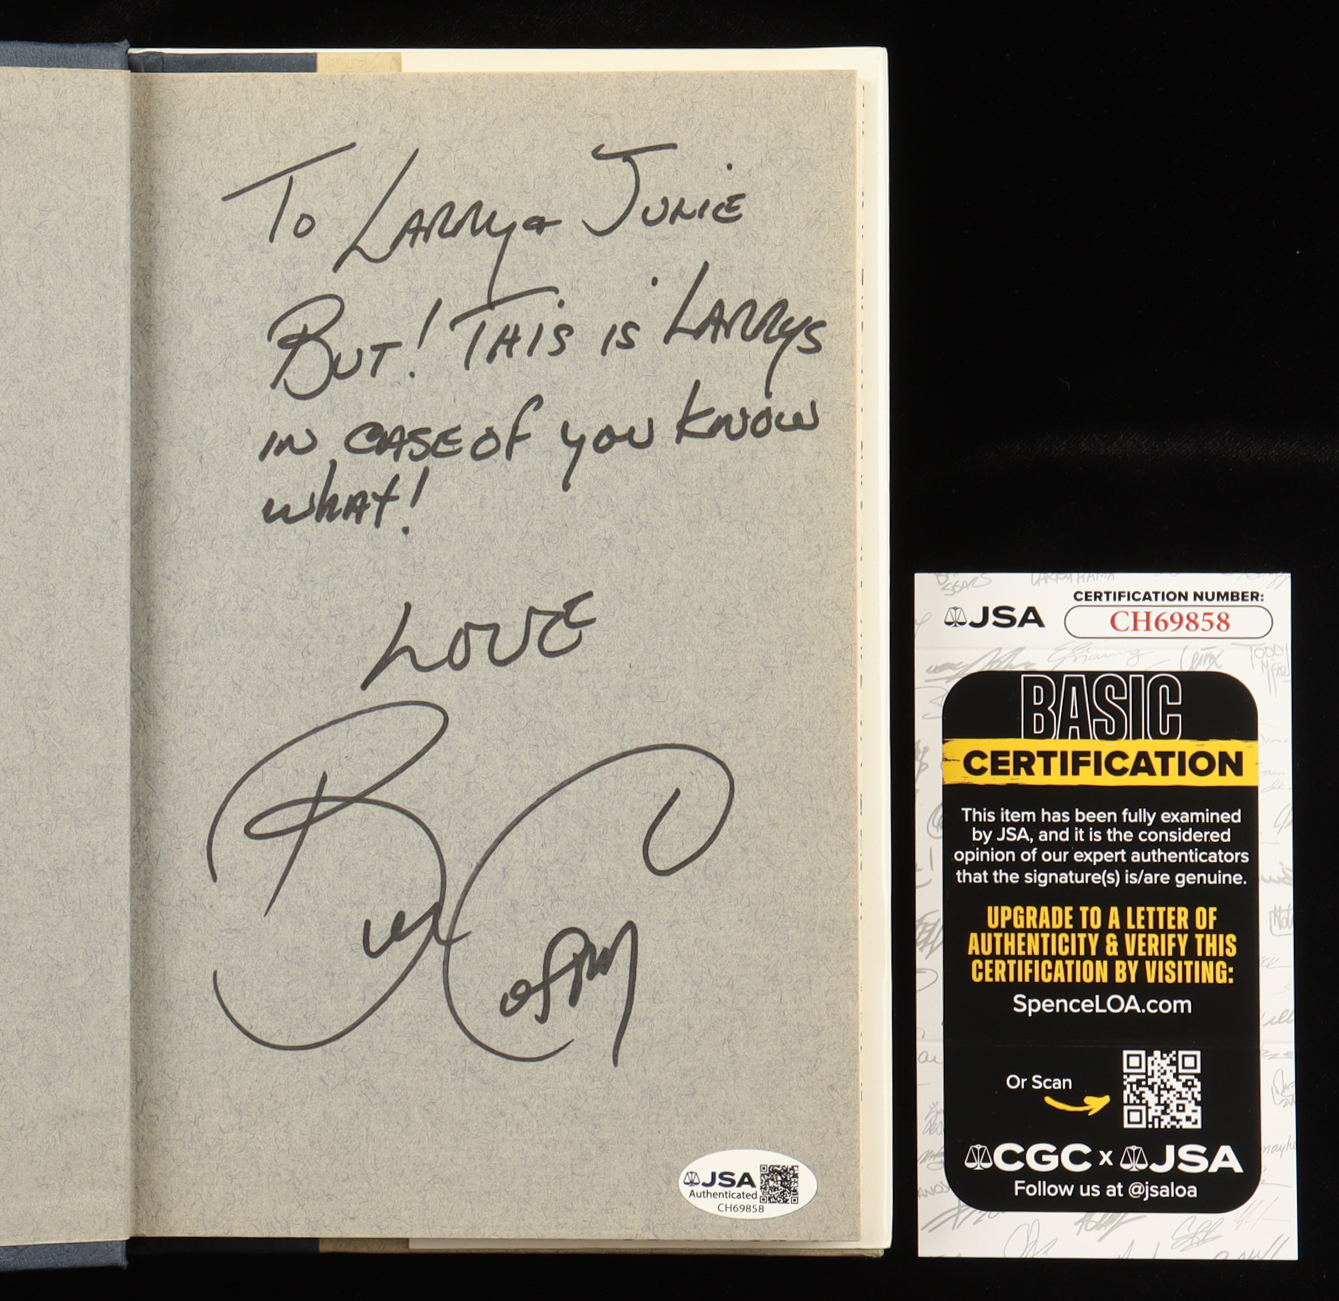 To LARRY & JUNIE
BUT! THIS IS LARRYS
IN CASE OF YOU KNOW
WHAT!
LOVE
Bill Cosby
JSA
Authenticated
CH69858
JSA
CERTIFICATION NUMBER:
CH69858
BASIC
CERTIFICATION
This item has been fully examined
by JSA, and it is the considered
opinion of our expert authenticators
that the signature(s) is/are genuine.
UPGRADE TO A LETTER OF
AUTHENTICITY & VERIFY THIS
CERTIFICATION BY VISITING:
SpenceLOA.com
Or Scan
CGC x JSA
Follow us at @jsaloa